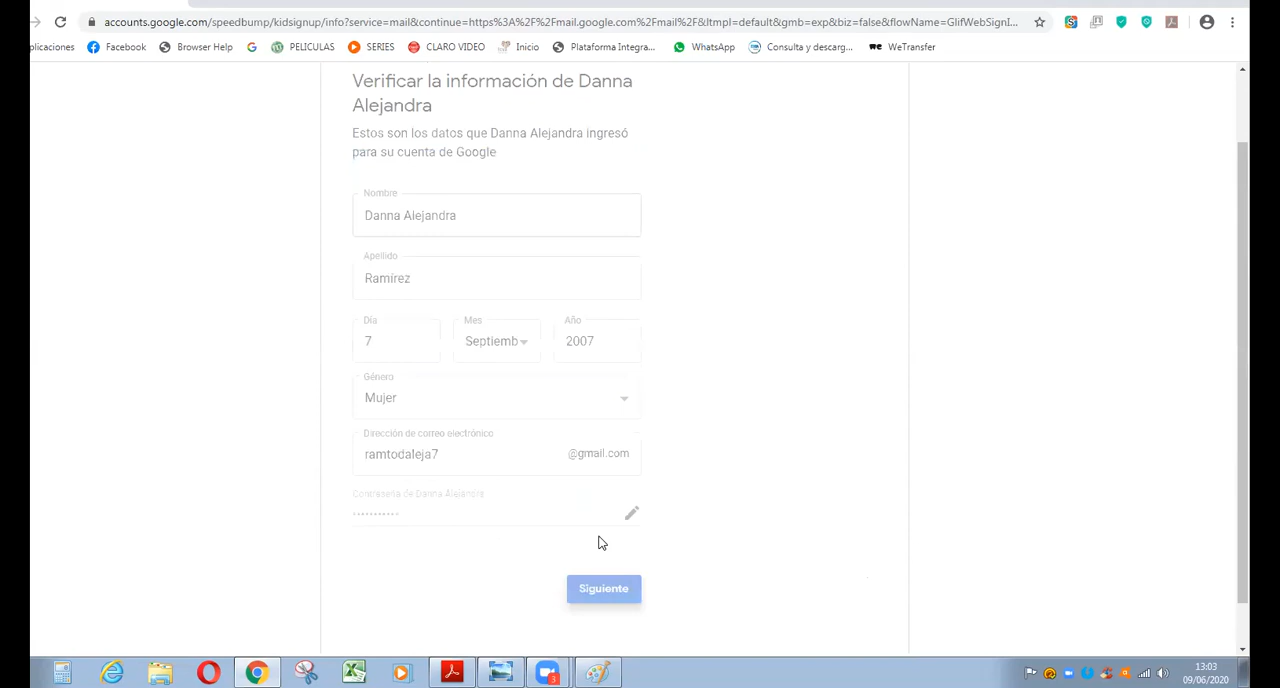 accounts.google.com/speedbump/kidsignup/info?service=mail&continue=https%3A%2F%2Fmail.google.com%2Fmail%2F&ltmpl=default&gmb=exp&biz=false&flowName=GlifWebSignI...
plicaciones Facebook Browser Help PELICULAS SERIES CLARO VIDEO Inicio Plataforma Integra... WhatsApp Consulta y descarg... WeTransfer
Verificar la información de Danna
Alejandra
Estos son los datos que Danna Alejandra ingresó
para su cuenta de Google
Nombre
Danna Alejandra
Apellido
Ramírez
Día Mes Año
7 Septiemb 2007
Género
Mujer
Dirección de correo electrónico
ramtodaleja7 @gmail.com
Contraseña de Danna Alejandra
Siguiente
13:03
09/06/2020